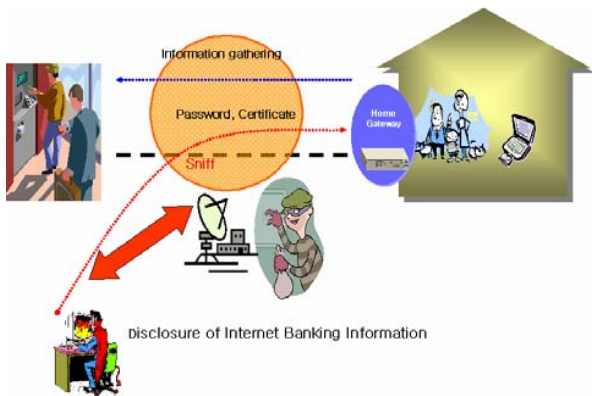 Information gathering
Password, Certificate
Home
Gateway
Sniff
Disclosure of Internet Banking Information